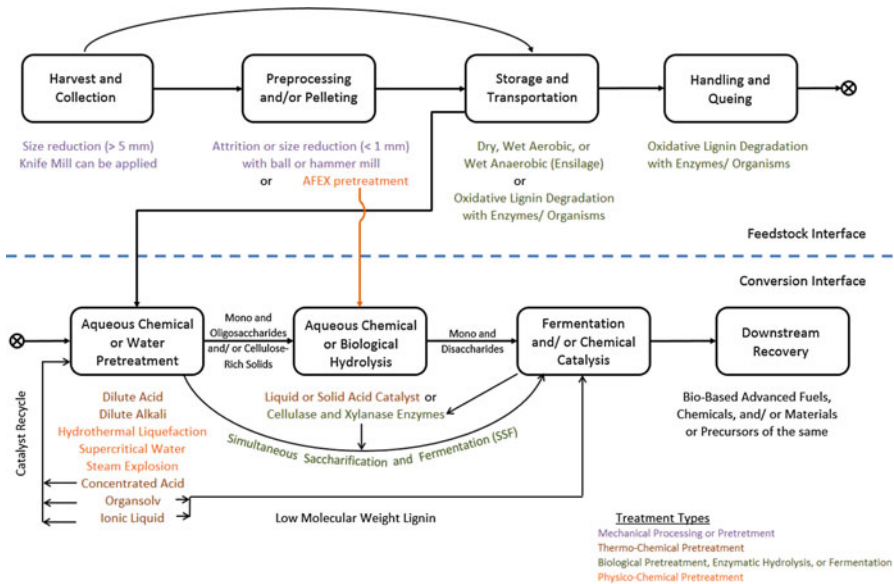 Harvest and
Collection
Preprocessing
and/or Pelleting
Storage and
Transportation
Handling and
Queing
Size reduction (> 5 mm)
Knife Mill can be applied
Attrition or size reduction (< 1 mm)
with ball or hammer mill
or AFEX pretreatment
Dry, Wet Aerobic, or
Wet Anaerobic (Ensilage)
or
Oxidative Lignin Degradation
with Enzymes/ Organisms
Oxidative Lignin Degradation
with Enzymes/Organisms
Feedstock Interface
Conversion Interface
Aqueous Chemical
or Water
Pretreatment
Mono and
Oligosaccharides
and/ or Cellulose-
Rich Solids
Aqueous Chemical
or Biological
Hydrolysis
Mono and
Disaccharides
Fermentation
and/ or Chemical
Catalysis
Downstream
Recovery
Catalyst Recycle
Dilute Acid
Dilute Alkali
Hydrothermal Liquefaction
Supercritical Water
Steam Explosion
Concentrated Acid
Organsolv
Ionic Liquid
Liquid or Solid Acid Catalyst or
Cellulase and Xylanase Enzymes
Simultaneous Saccharification and Fermentation (SSF)
Bio-Based Advanced Fuels,
Chemicals, and/ or Materials
or Precursors of the same
Low Molecular Weight Lignin
Treatment Types
Mechanical Processing or Pretretment
Thermo-Chemical Pretreatment
Biological Pretreatment, Enzymatic Hydrolysis, or Fermentation
Physico-Chemical Pretreatment